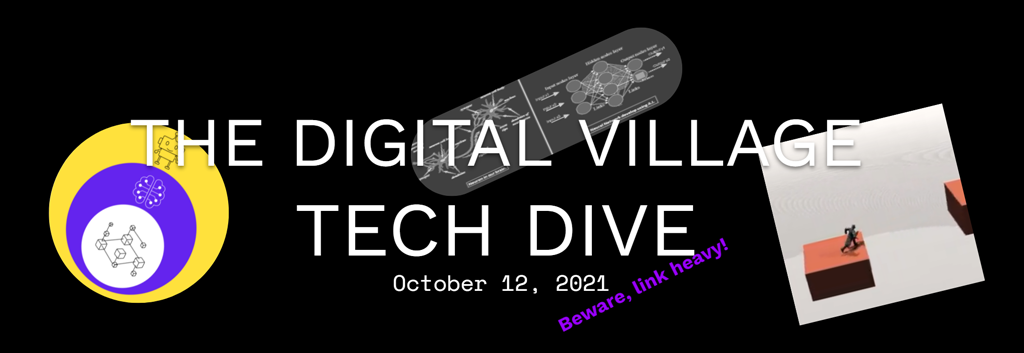 THE DIGITAL VILLAGE
TECH DIVE
October 12, 2021
Beware, link heavy!